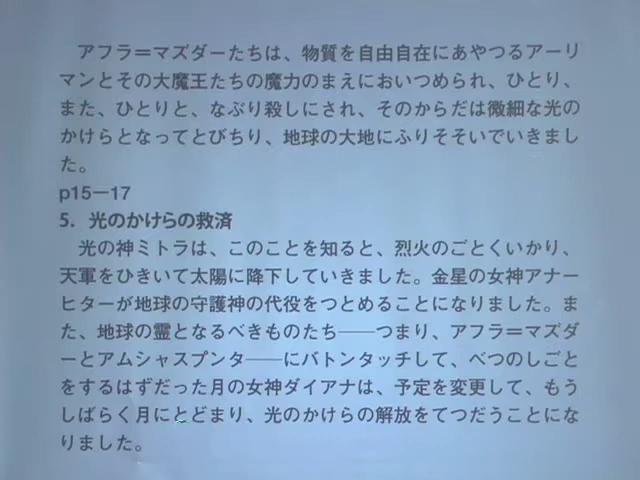 アフラ=マズダーたちは、物質を自由自在にあやつるアーリ
マンとその大魔王たちの魔力のまえにおいつめられ、ひとり、
また、ひとりと、なぶり殺しにされ、そのからだは微細な光の
かけらとなってとびちり、地球の大地にふりそそいでいきまし
た。
p15−17
5．光のかけらの救済
光の神ミトラは、このことを知ると、烈火のごとくいかり、
天軍をひきいて太陽に降下していきました。金星の女神アナー
ヒターが地球の守護神の代役をつとめることになりました。ま
た、地球の霊となるべきものたち――つまり、アフラ=マズダ
ーとアムシャスプンタ――にバトンタッチして、べつのしごと
をするはずだった月の女神ダイアナは、予定を変更して、もう
しばらく月にとどまり、光のかけらの解放をてつだうことにな
りました。